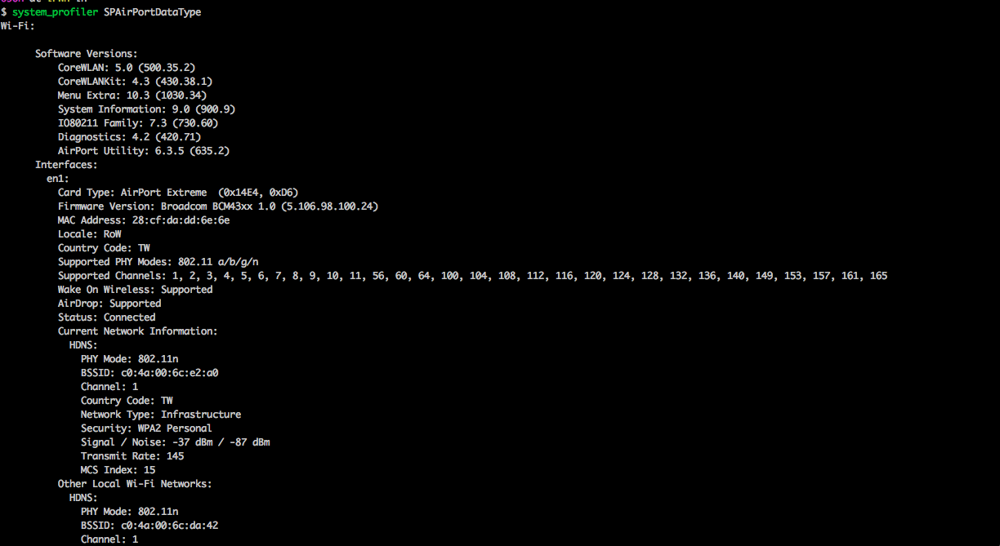 $ system_profiler SPAirPortDataType
Wi-Fi:
Software Versions:
CoreWLAN: 5.0 (500.35.2)
CoreWLANKit: 4.3 (430.38.1)
Menu Extra: 10.3 (1030.34)
System Information: 9.0 (900.9)
IO80211 Family: 7.3 (730.60)
Diagnostics: 4.2 (420.71)
AirPort Utility: 6.3.5 (635.2)
Interfaces:
en1:
Card Type: AirPort Extreme  (0x14E4, 0xD6)
Firmware Version: Broadcom BCM43xx 1.0 (5.106.98.100.24)
MAC Address: 28:cf:da:dd:6e:6e
Locale: RoW
Country Code: TW
Supported PHY Modes: 802.11 a/b/g/n
Supported Channels: 1, 2, 3, 4, 5, 6, 7, 8, 9, 10, 11, 56, 60, 64, 100, 104, 108, 112, 116, 120, 124, 128, 132, 136, 140, 149, 153, 157, 161, 165
Wake On Wireless: Supported
AirDrop: Supported
Status: Connected
Current Network Information:
HDNS:
PHY Mode: 802.11n
BSSID: c0:4a:00:6c:e2:a0
Channel: 1
Country Code: TW
Network Type: Infrastructure
Security: WPA2 Personal
Signal / Noise: -37 dBm / -87 dBm
Transmit Rate: 145
MCS Index: 15
Other Local Wi-Fi Networks:
HDNS:
PHY Mode: 802.11n
BSSID: c0:4a:00:6c:da:42
Channel: 1